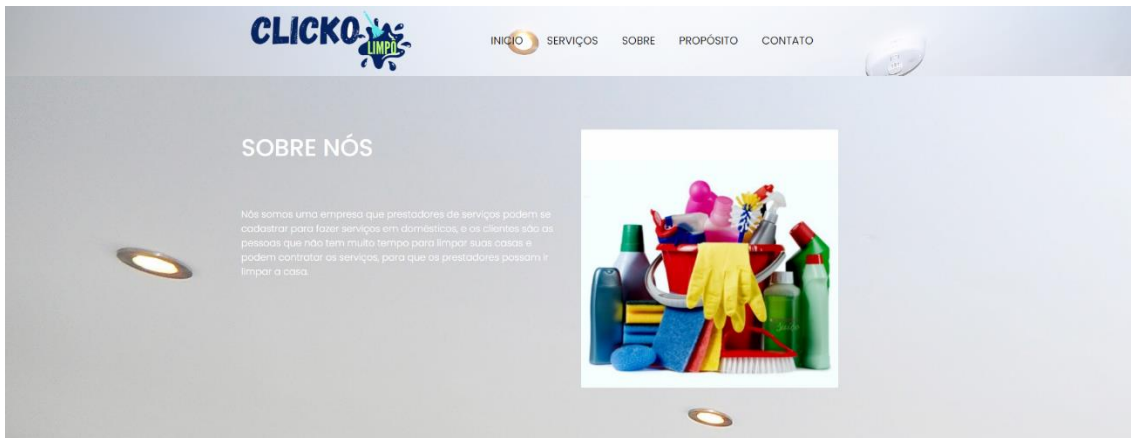 CLICKO
LIMPÔ
INICIO SERVIÇOS SOBRE PROPÓSITO CONTATO
SOBRE NÓS
Nós somos uma empresa que prestadores de serviços podem se
cadastrar para fazer serviços em domésticos, e os clientes são as
pessoas que não tem muito tempo para limpar suas casas e
podem contratar os serviços, para que os prestadores possam ir
limpar a casa.